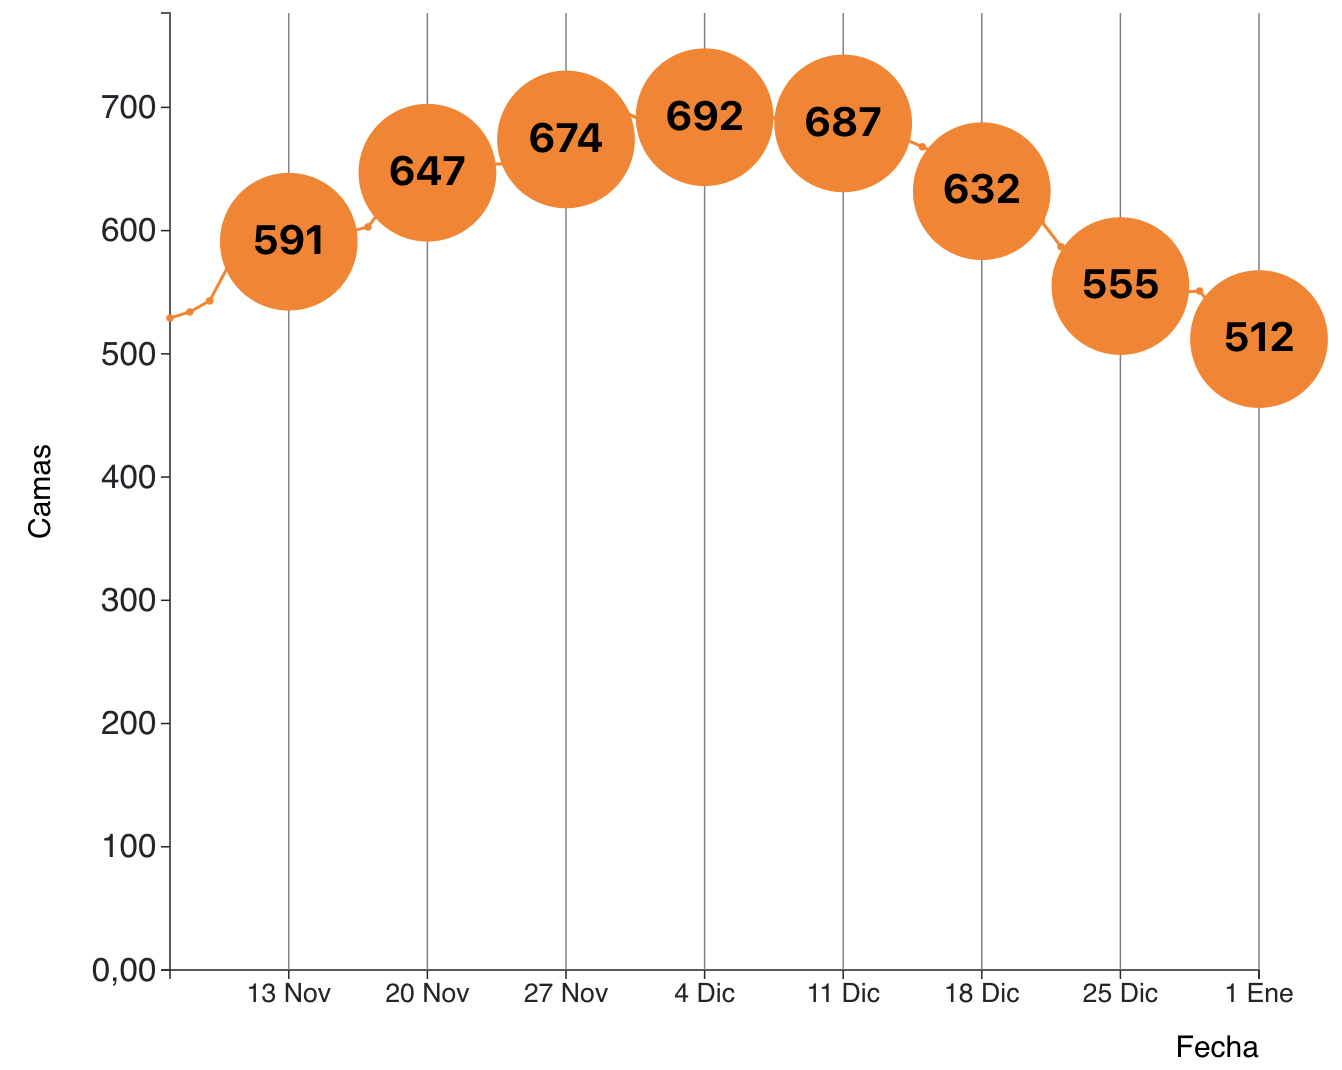 700
600
500
400
300
200
100
0,00
Camas
591
647
674
692
687
632
555
512
13 Nov
20 Nov
27 Nov
4 Dic
11 Dic
18 Dic
25 Dic
1 Ene
Fecha